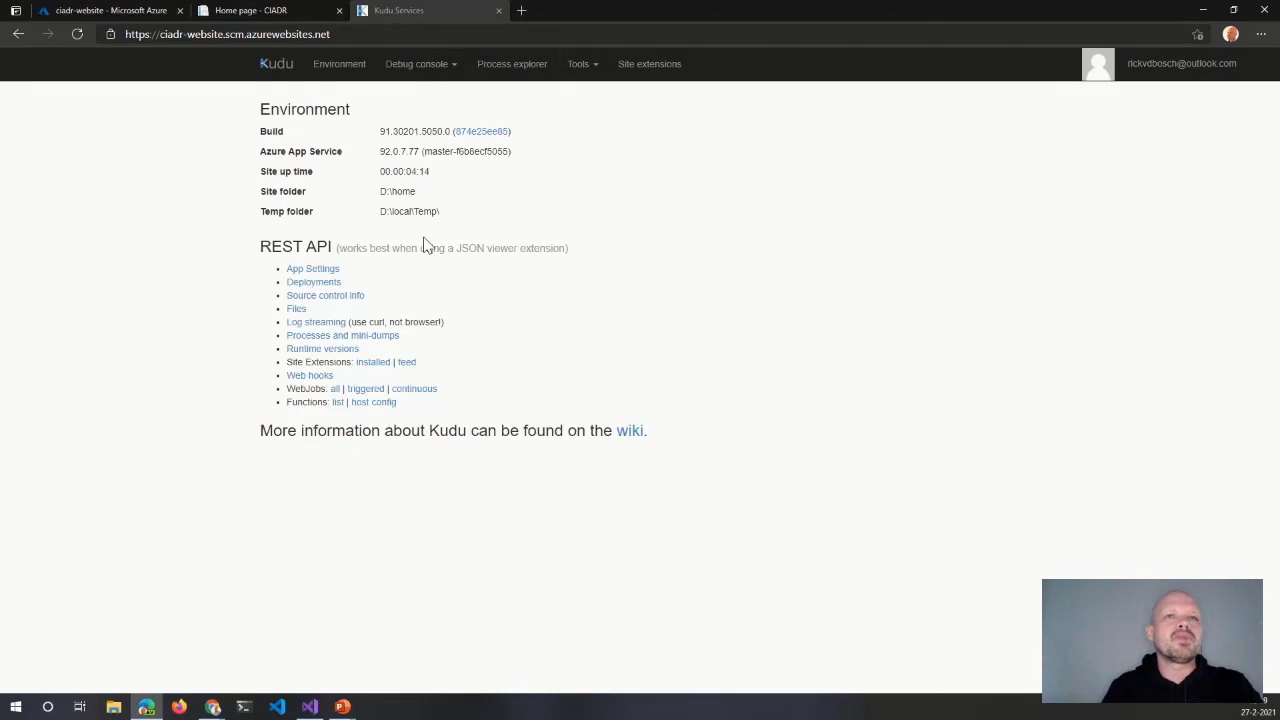 ciadr-website - Microsoft Azure
Home page - CIADR
Kudu Services
https://ciadr-website.scm.azurewebsites.net
Kudu
Environment
Debug console
Process explorer
Tools
Site extensions
rickvdbosch@outlook.com
Environment
Build 91.30201.5050.0 (874e25ee85)
Azure App Service 92.0.7.77 (master-f6b8ecf5055)
Site up time 00.00:04:14
Site folder D:\home
Temp folder D:\local\Temp\
REST API (works best when using a JSON viewer extension)
App Settings
Deployments
Source control info
Files
Log streaming (use curl, not browser!)
Processes and mini-dumps
Runtime versions
Site Extensions: installed | feed
Web hooks
WebJobs: all | triggered | continuous
Functions: list | host config
More information about Kudu can be found on the wiki.
27-2-2021